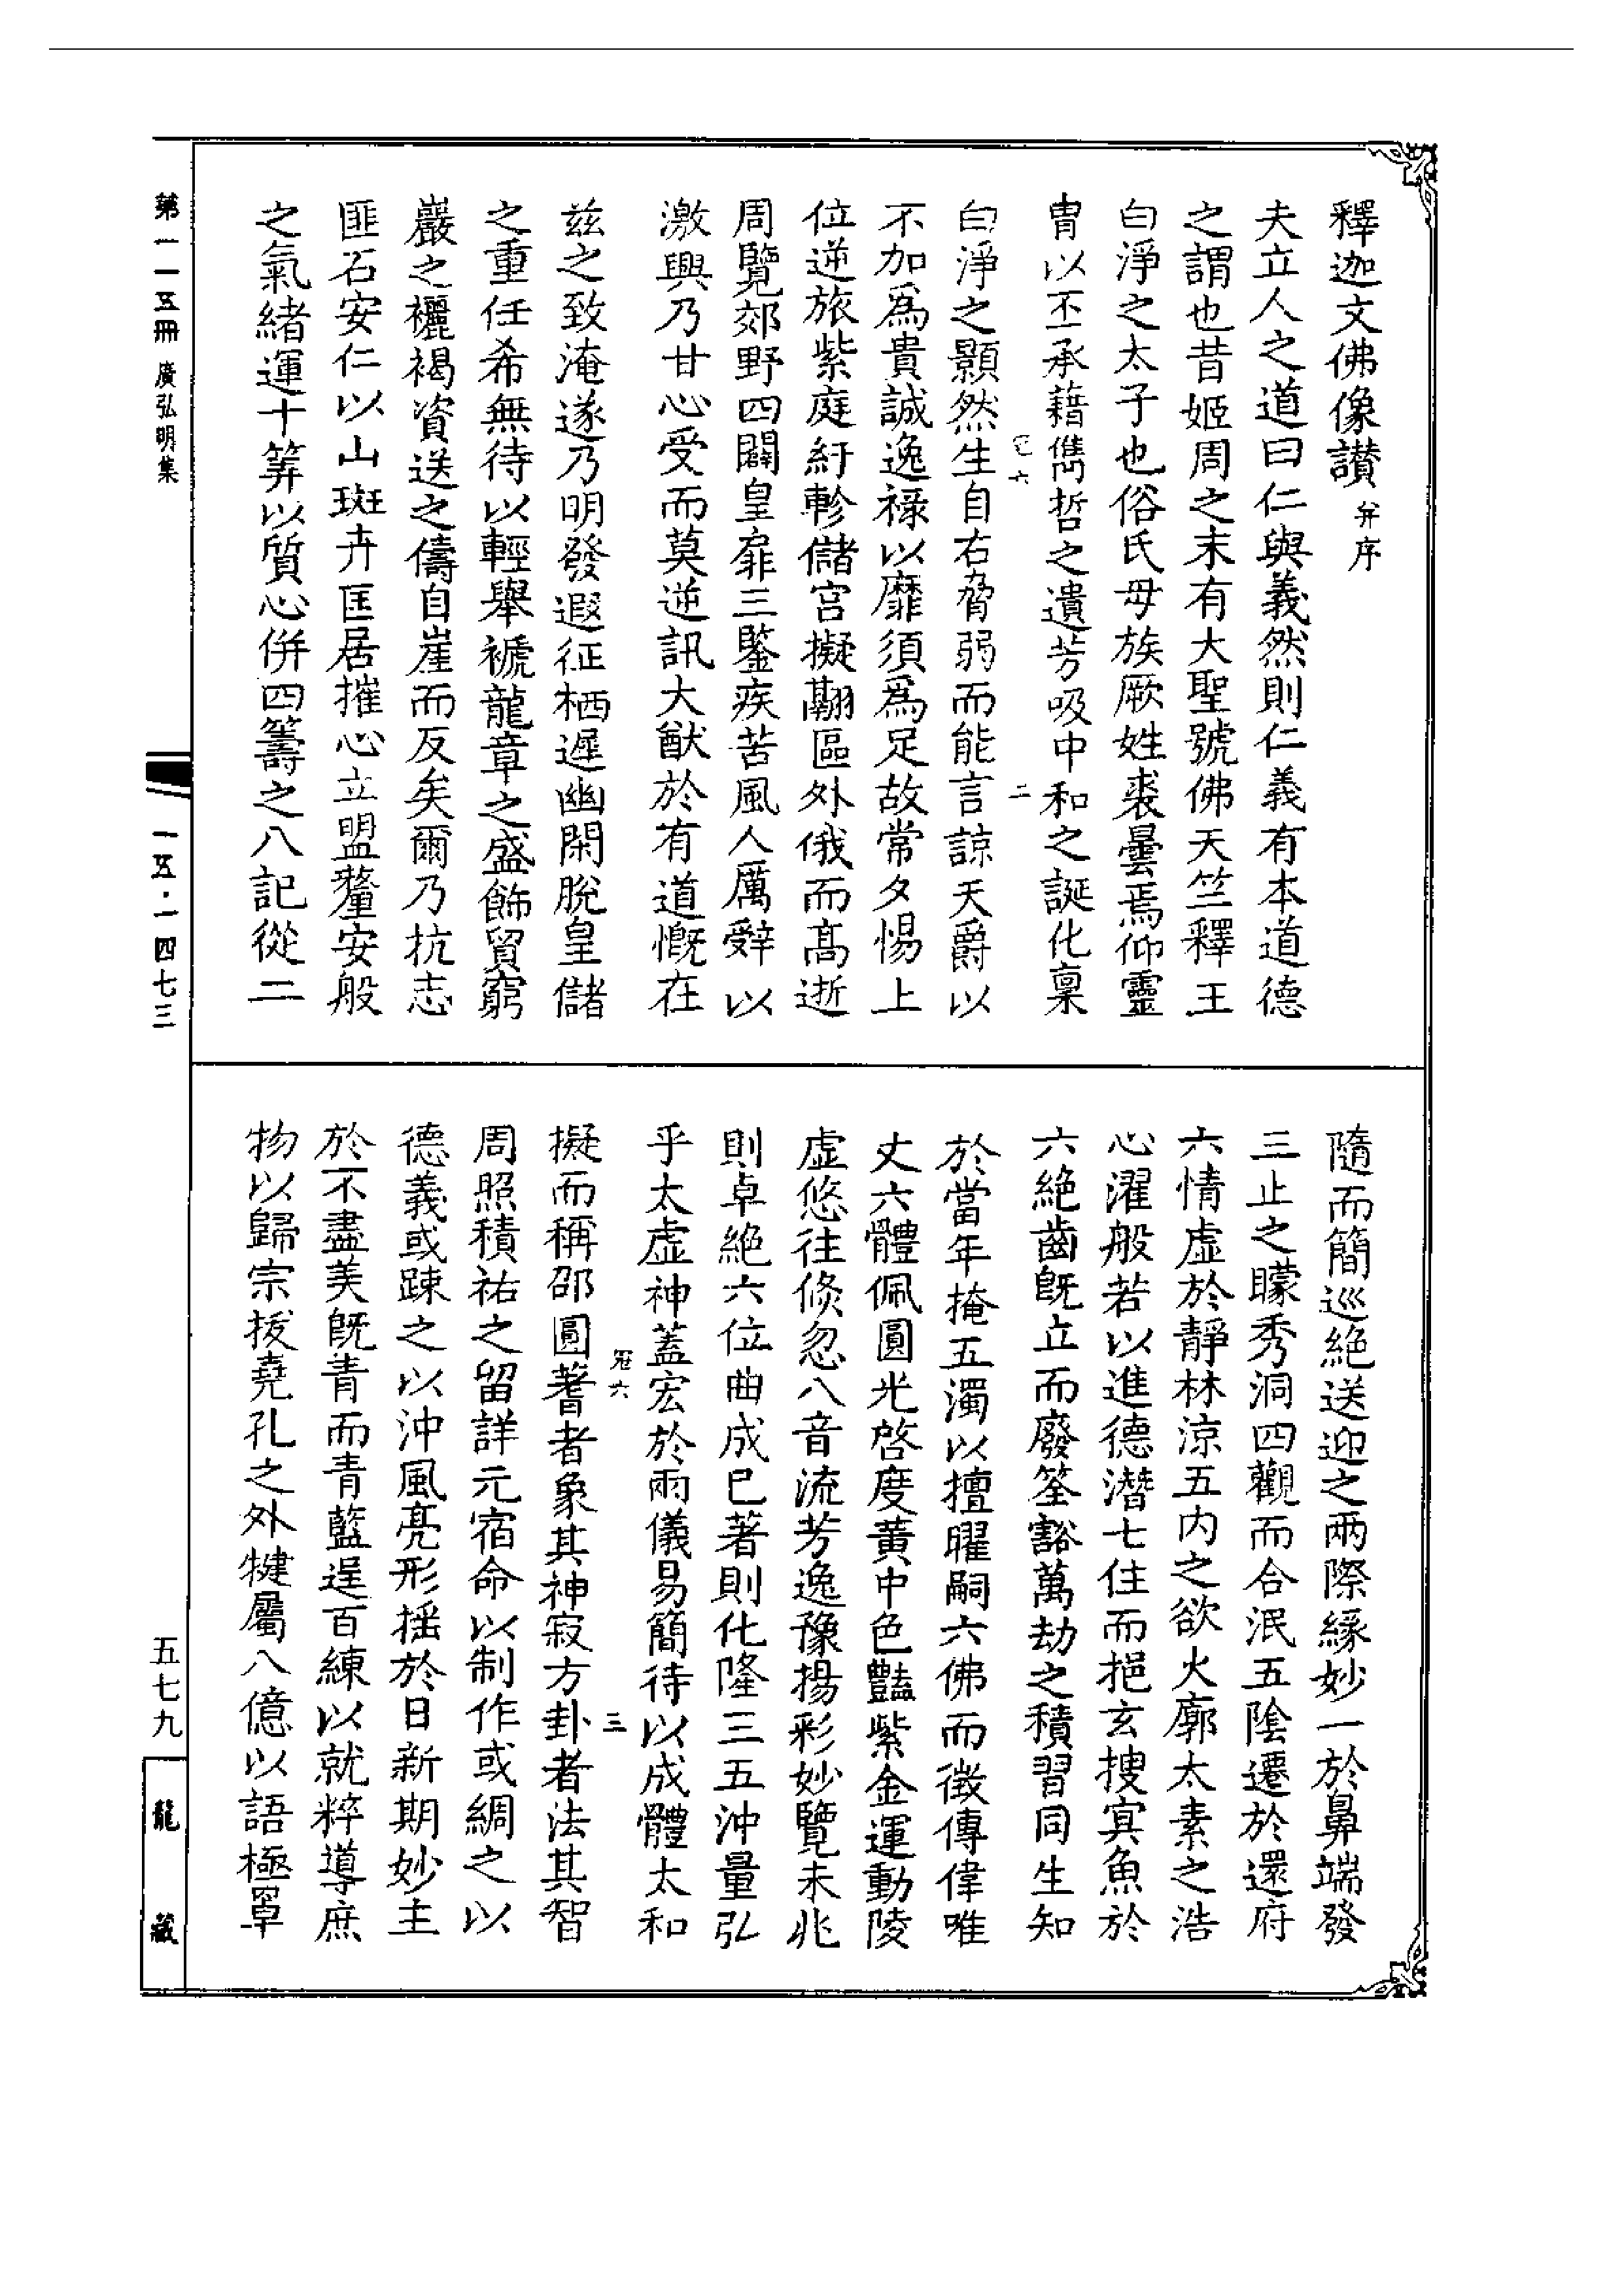 釋迦文佛像讃并序
夫立人之道曰仁與義然則仁義有本道德
之謂也昔姬周之末有大聖號佛天竺釋王
白淨之太子也俗氏母族厥姓裘曇焉仰靈
胄以丕承藉儁哲之遺芳吸中和之誕化稟
白淨之顥然生自右脅弱而能言諒天爵以
不加爲貴誠逸祿以靡須爲足故常夕惕上
位逆旅紫庭紆軫儲宮擬翮區外俄而高逝
周覽郊野四闢皇扉三鑒疾苦風人厲辭以
激興乃甘心受而莫逆訊大猷於有道慨在
茲之致淹遂乃明發遐征栖遲幽閑脫皇儲
之重任希無待以輕舉褫龍章之盛飾貿窮
巖之襹褐資送之儔自崖而反矣爾乃抗志
匪石安仁以山斑卉匡居摧心立盟釐安般
之氣緒運十筭以質心併四籌之八記從二
隨而簡巡絕送迎之兩際緣妙一於鼻端發
三止之矇秀洞四觀而合泯五陰遷於還府
六情虛於靜林涼五內之欲火廓太素之浩
心濯般若以進德潛七住而挹玄搜冥魚於
六絕齒旣立而廢筌豁萬劫之積習同生知
於當年掩五濁以擅曜嗣六佛而徵傳偉唯
丈六體佩圓光啓度黃中色豔紫金運動陵
虛悠往倏忽八音流芳逸豫揚彩妙覽未兆
則卓絕六位曲成已著則化隆三五沖量弘
乎太虛神蓋宏於兩儀易簡待以成體太和
擬而稱邵圓蓍者象其神寂方卦者法其智
周照積祐之留詳元宿命以制作或綢之以
德義或踈之以沖風亮形揺於日新期妙主
於不盡美旣青而青藍逞百練以就粹導庶
物以歸宗拔堯孔之外犍屬八億以語極罩
第一一五冊 廣弘明集
一五·一四七三
五七九
龍藏